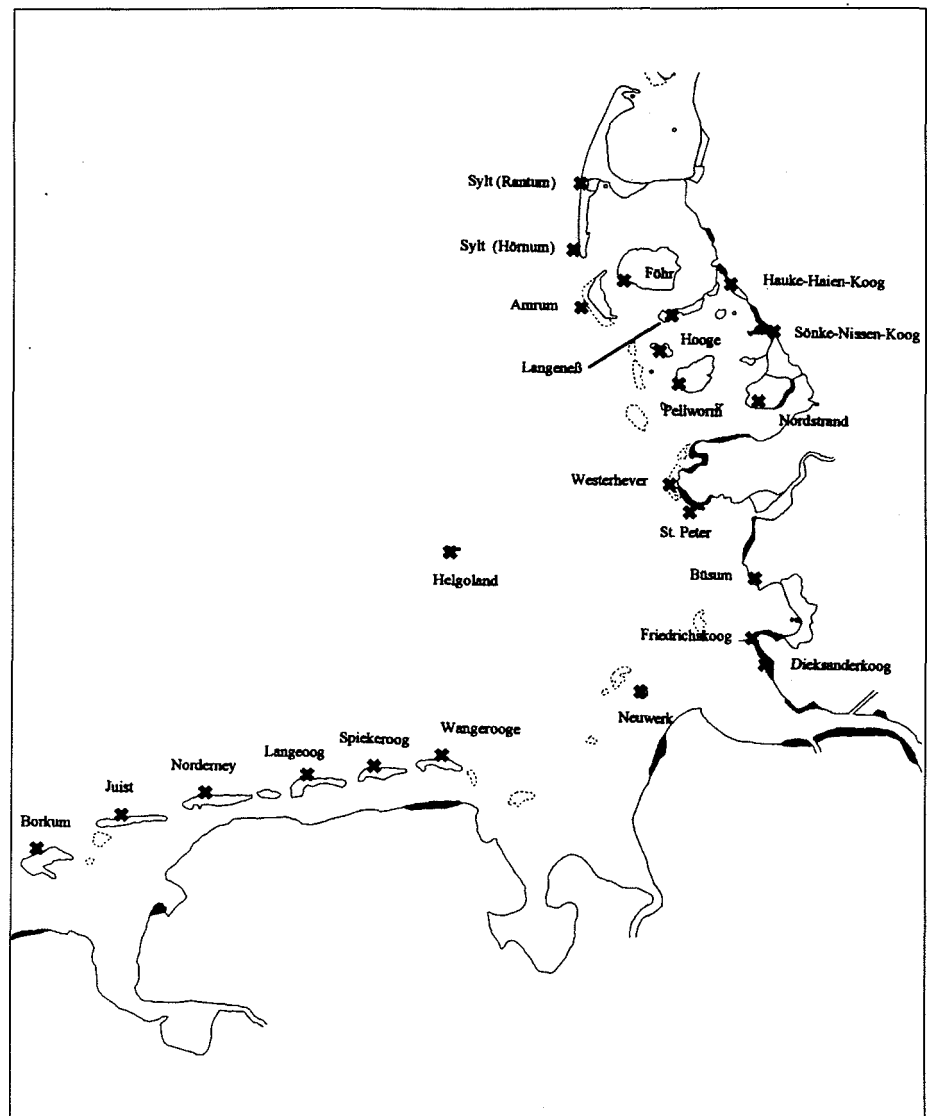 Sylt (Rantum)
Sylt (Hörnum)
Föhr
Hauke-Haien-Koog
Amrum
Sönke-Nissen-Koog
Hooge
Langeneß
Pellworm
Nordstrand
Westerhever
St. Peter
Helgoland
Büsum
Friedrichskoog
Dieksanderkoog
Neuwerk
Wangerooge
Spiekeroog
Langeoog
Norderney
Juist
Borkum